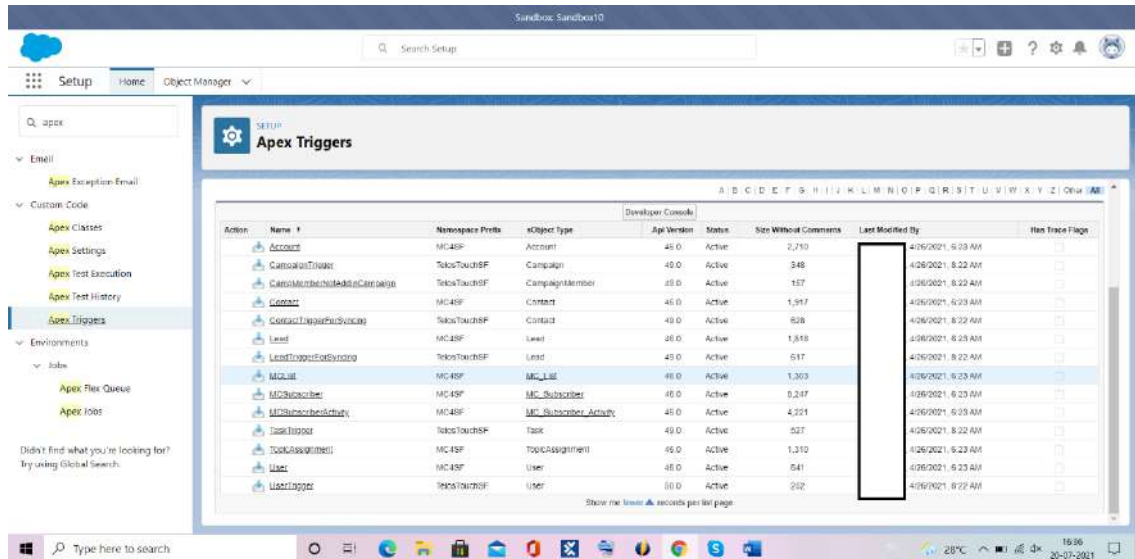 Sandbox: Sandbox10
Search Setup
Setup Home Object Manager
apex
Email
Apex Exception Email
Custom Code
Apex Classes
Apex Settings
Apex Test Execution
Apex Test History
Apex Triggers
Environments
Jobs
Apex Flex Queue
Apex Jobs
Didn't find what you're looking for?
Try using Global Search.
SETUP
Apex Triggers
A | B | C | D | E | F | G | H | I | J | K | L | M | N | O | P | Q | R | S | T | U | V | W | X | Y | Z | Other | All
Developer Console
Action Name Namespace Prefix sObject Type Api Version Status Size Without Comments Last Modified By Has Trace Flags
Account MC4SF Account 46.0 Active 2,710 4/26/2021, 6:23 AM
CampaignTrigger TelosTouchSF Campaign 49.0 Active 348 4/26/2021, 8:22 AM
CampMemberNotAddInCampaign TelosTouchSF CampaignMember 49.0 Active 157 4/26/2021, 8:22 AM
Contact MC4SF Contact 46.0 Active 1,917 4/26/2021, 6:23 AM
ContactTriggerForSyncing TelosTouchSF Contact 49.0 Active 628 4/26/2021, 8:22 AM
Lead MC4SF Lead 46.0 Active 4/26/2021, 6:23 AM
LeadTriggerForSyncing TelosTouchSF Lead 49.0 Active 617 4/26/2021, 8:22 AM
MCList MC4SF MC_List 46.0 Active 4/26/2021, 6:23 AM
MCSubscriber MC4SF MC_Subscriber 46.0 Active 4/26/2021, 6:23 AM
MCSubscriberActivity MC4SF MC_Subscriber_Activity 46.0 Active 4,221 4/26/2021, 6:23 AM
TaskTrigger TelosTouchSF Task 49.0 Active 527 4/26/2021, 8:22 AM
TopicAssignment MC4SF TopicAssignment 46.0 Active 1,310 4/26/2021, 6:23 AM
User MC4SF User 46.0 Active 641 4/26/2021, 6:23 AM
UserTrigger TelosTouchSF User 50.0 Active 4/26/2021, 8:22 AM
Show me fewer records per list page
Type here to search
28°C
16:36
20-07-2021